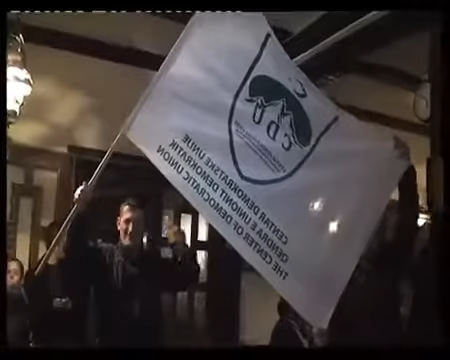 CDU
CENTAR DEMOKRATSKE UNIJE
QENDRA E UNIONIT DEMOKRATIK
THE CENTER OF DEMOCRATIC UNION